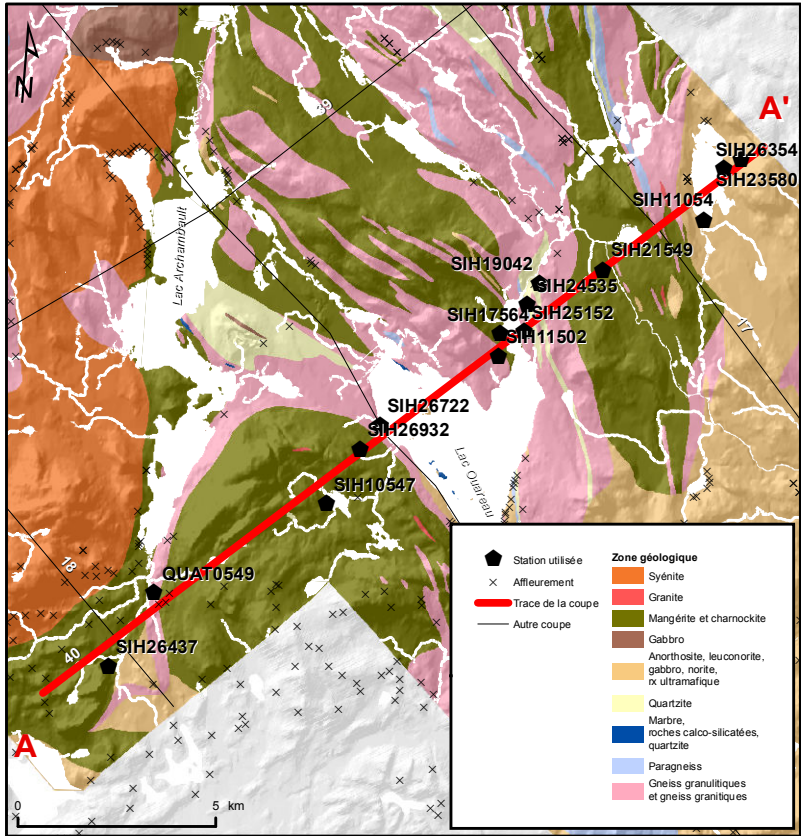 N
A'
39
SIH26354
SIH23580
SIH11054
SIH21549
Lac Archambault
SIH19042
SIH24535
SIH17564
SIH25152
SIH11502
17
SIH26722
SIH26932
Lac Ouareau
SIH10547
18
QUAT0549
40
SIH26437
A
0 5 km
Station utilisée
Affleurement
Trace de la coupe
Autre coupe
Zone géologique
Syénite
Granite
Mangérite et charnockite
Gabbro
Anorthosite, leuconorite,
gabbro, norite,
rx ultramafique
Quartzite
Marbre,
roches calco-silicatées,
quartzite
Paragneiss
Gneiss granulitiques
et gneiss granitiques